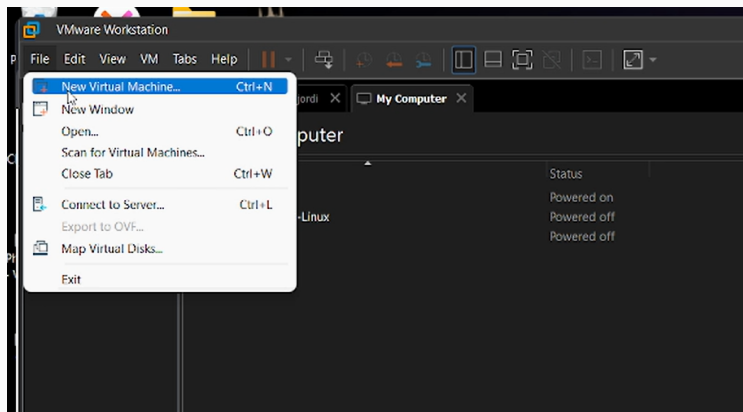 VMware Workstation
File Edit View VM Tabs Help
New Virtual Machine... Ctrl+N
jordi My Computer
New Window
Open... Ctrl+O
puter
Scan for Virtual Machines...
Close Tab Ctrl+W
Status
Connect to Server... Ctrl+L
Powered on
-Linux
Powered off
Export to OVF...
Powered off
Map Virtual Disks...
Exit